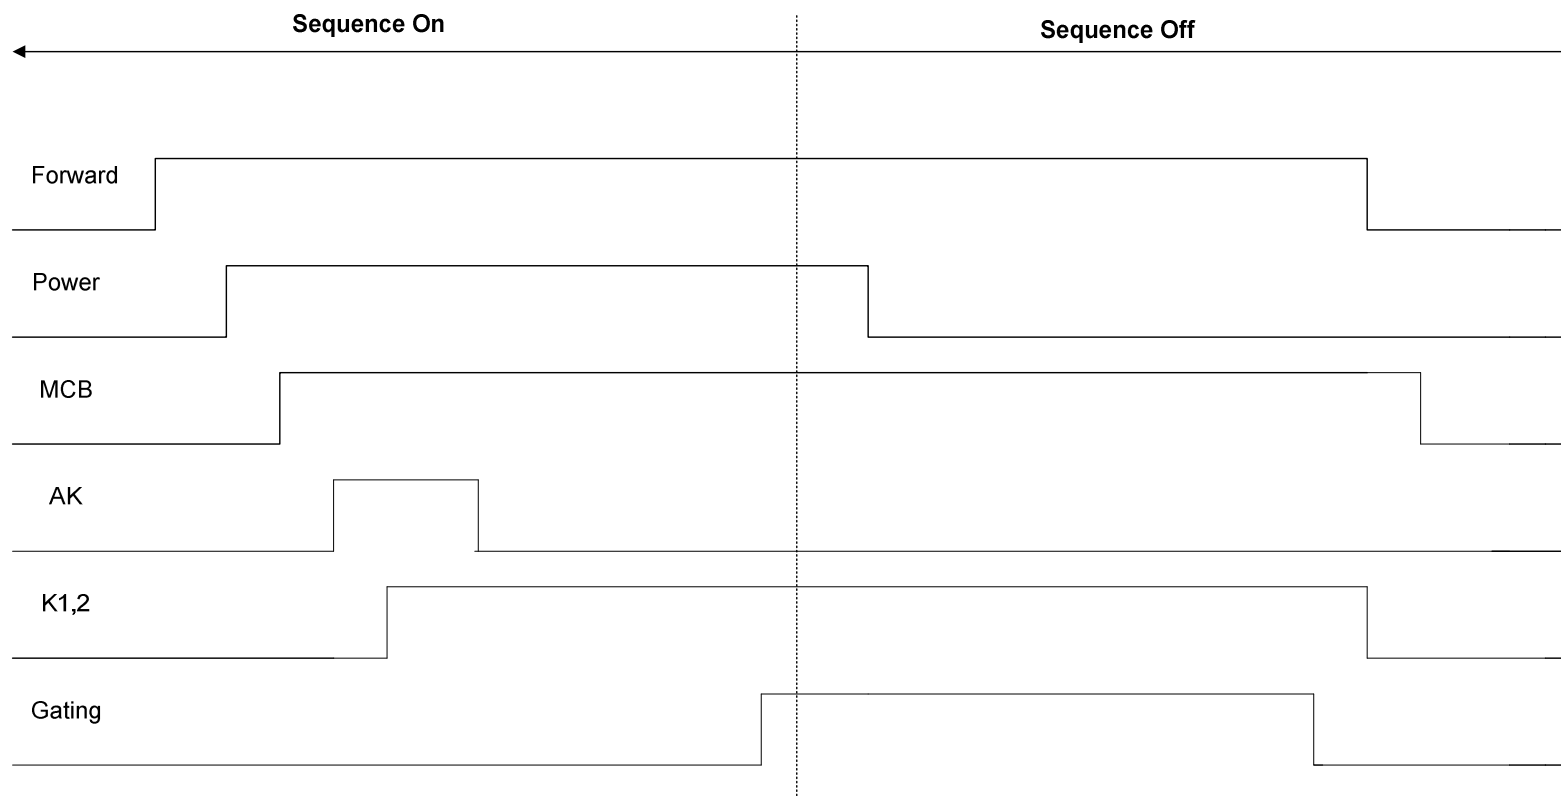 Sequence On
Sequence Off
Forward
Power
MCB
AK
K1,2
Gating